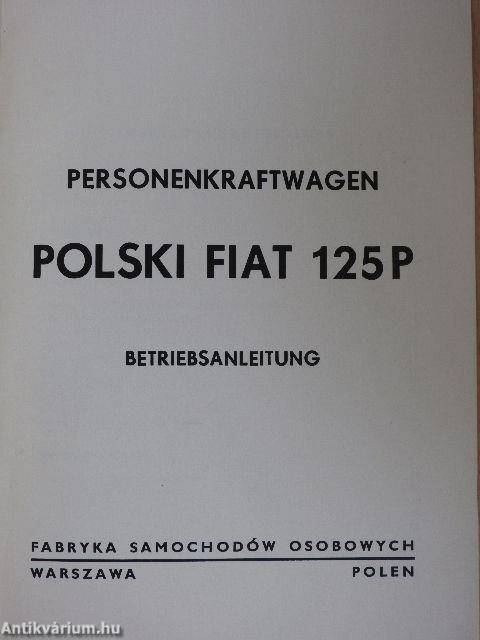 PERSONENKRAFTWAGEN
POLSKI FIAT 125P
BETRIEBSANLEITUNG
FABRYKA SAMOCHODÓW OSOBOWYCH
WARSZAWA POLEN
Antikvárium.hu